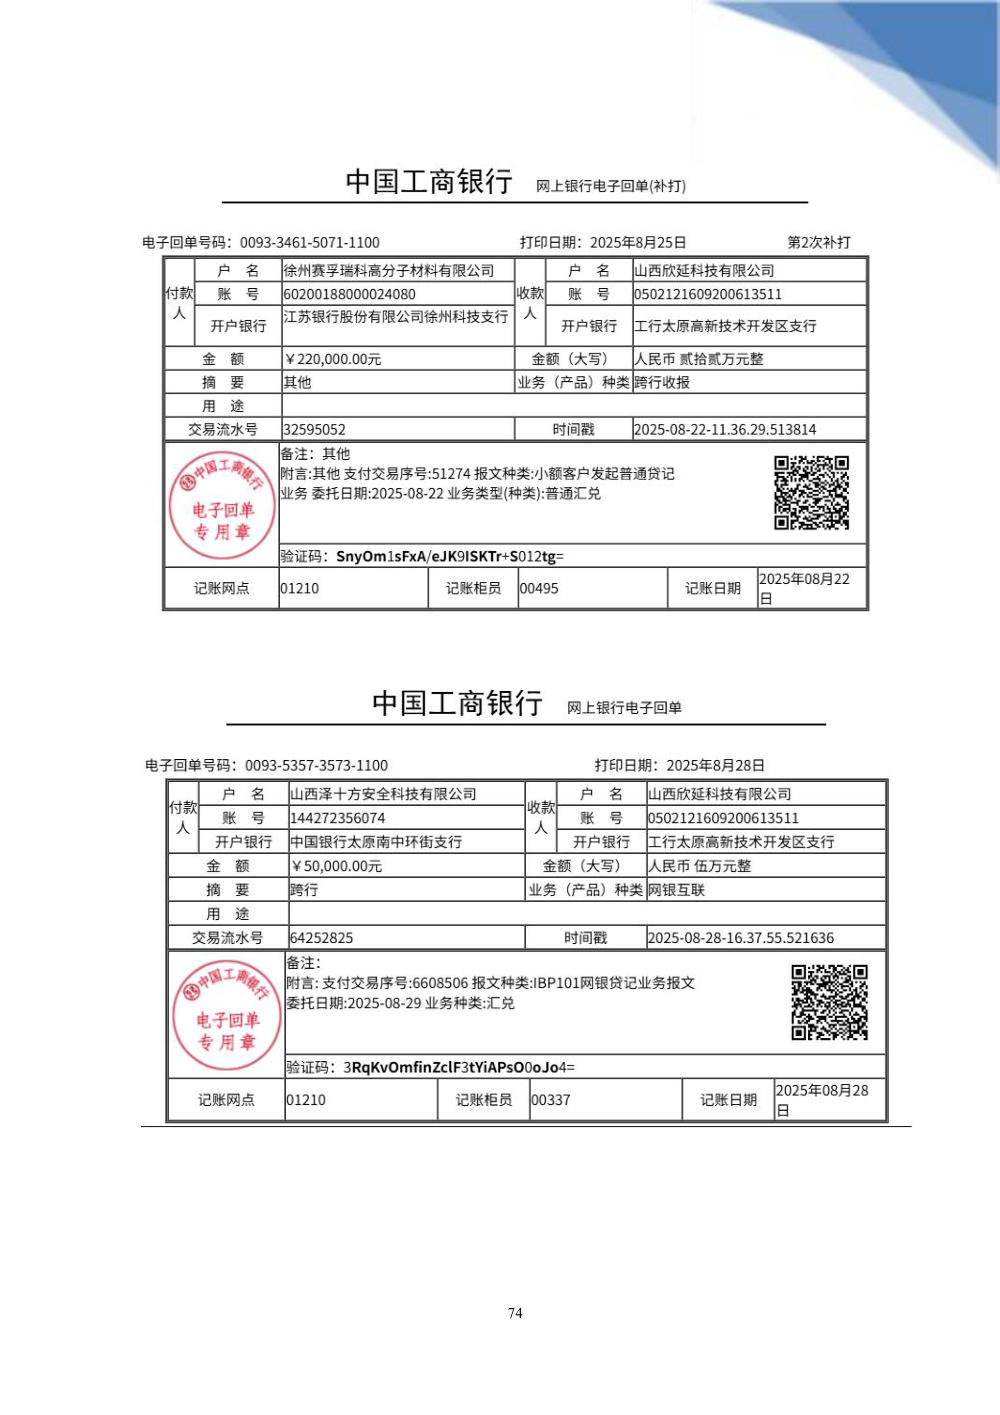 中国工商银行 网上银行电子回单(补打)
电子回单号码：0093-3461-5071-1100 打印日期：2025年8月25日 第2次补打
付款人 户 名 徐州赛孚瑞科高分子材料有限公司 收款人 户 名 山西欣延科技有限公司
账 号 60200188000024080 账 号 0502121609200613511
开户银行 江苏银行股份有限公司徐州科技支行 开户银行 工行太原高新技术开发区支行
金 额 ￥220,000.00元 金额（大写） 人民币 贰拾贰万元整
摘 要 其他 业务（产品）种类 跨行收报
用 途
交易流水号 32595052 时间戳 2025-08-22-11.36.29.513814
中国工商银行
电子回单
专用章
备注：其他
附言:其他 支付交易序号:51274 报文种类:小额客户发起普通贷记
业务 委托日期:2025-08-22 业务类型(种类):普通汇兑
验证码：SnyOm1sFxA/eJK9ISKTr+S012tg=
记账网点 01210 记账柜员 00495 记账日期 2025年08月22
日
中国工商银行 网上银行电子回单
电子回单号码：0093-5357-3573-1100 打印日期：2025年8月28日
付款人 户 名 山西泽十方安全科技有限公司 收款人 户 名 山西欣延科技有限公司
账 号 144272356074 账 号 0502121609200613511
开户银行 中国银行太原南中环街支行 开户银行 工行太原高新技术开发区支行
金 额 ￥50,000.00元 金额（大写） 人民币 伍万元整
摘 要 跨行 业务（产品）种类 网银互联
用 途
交易流水号 64252825 时间戳 2025-08-28-16.37.55.521636
中国工商银行
电子回单
专用章
备注：
附言: 支付交易序号:6608506 报文种类:IBP101网银贷记业务报文
委托日期:2025-08-29 业务种类:汇兑
验证码：3RqKvOmfinZclF3tYiAPsO0oJo4=
记账网点 01210 记账柜员 00337 记账日期 2025年08月28
日
74